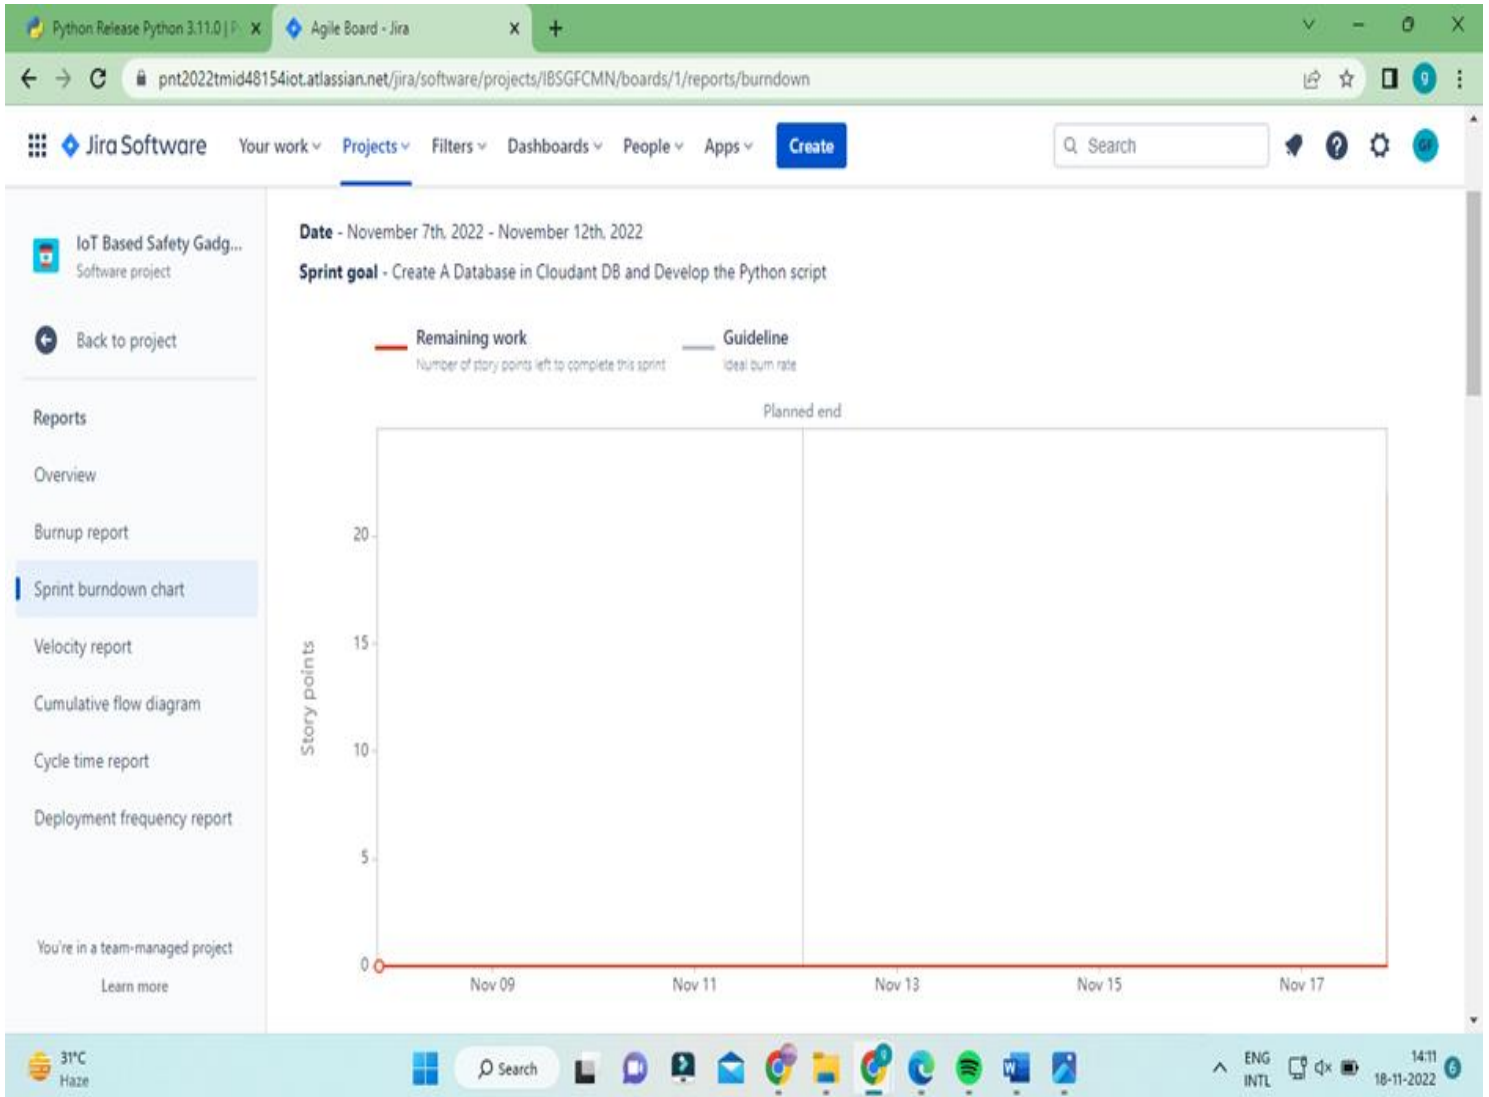 Python Release Python 3.11.0 | P
Agile Board - Jira
pnt2022tmid48154iot.atlassian.net/jira/software/projects/IBSGFCMN/boards/1/reports/burndown
9
Jira Software
Your work
Projects
Filters
Dashboards
People
Apps
Create
Search
GF
IoT Based Safety Gadg...
Software project
Back to project
Reports
Overview
Burnup report
Sprint burndown chart
Velocity report
Cumulative flow diagram
Cycle time report
Deployment frequency report
You're in a team-managed project
Learn more
Date - November 7th, 2022 - November 12th, 2022
Sprint goal - Create A Database in Cloudant DB and Develop the Python script
Remaining work
Number of story points left to complete this sprint
Guideline
Ideal burn rate
Planned end
Story points
20
15
10
5
0
Nov 09
Nov 11
Nov 13
Nov 15
Nov 17
31°C
Haze
Search
ENG
INTL
14:11
18-11-2022
6